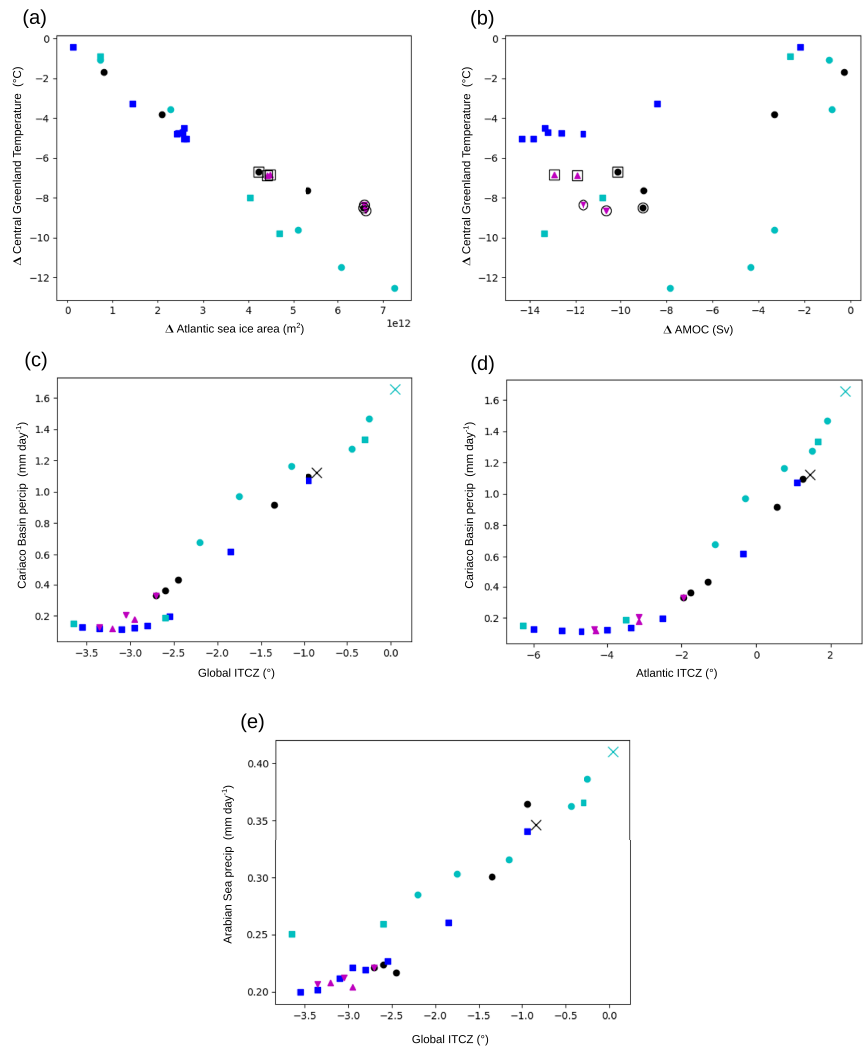 (a)
(b)
Δ Central Greenland Temperature (°C)
0
−2
−4
−6
−8
−10
−12
0 1 2 3 4 5 6 7
1e12
Δ Atlantic sea ice area (m²)
Δ Central Greenland Temperature (°C)
0
−2
−4
−6
−8
−10
−12
−14 −12 −10 −8 −6 −4 −2 0
Δ AMOC (Sv)
(c)
(d)
Cariaco Basin percip (mm day⁻¹)
1.6
1.4
1.2
1.0
0.8
0.6
0.4
0.2
−3.5 −3.0 −2.5 −2.0 −1.5 −1.0 −0.5 0.0
Global ITCZ (°)
Cariaco Basin precip (mm day⁻¹)
1.6
1.4
1.2
1.0
0.8
0.6
0.4
0.2
−6 −4 −2 0 2
Atlantic ITCZ (°)
(e)
Arabian Sea precip (mm day⁻¹)
0.40
0.35
0.30
0.25
0.20
−3.5 −3.0 −2.5 −2.0 −1.5 −1.0 −0.5 0.0
Global ITCZ (°)